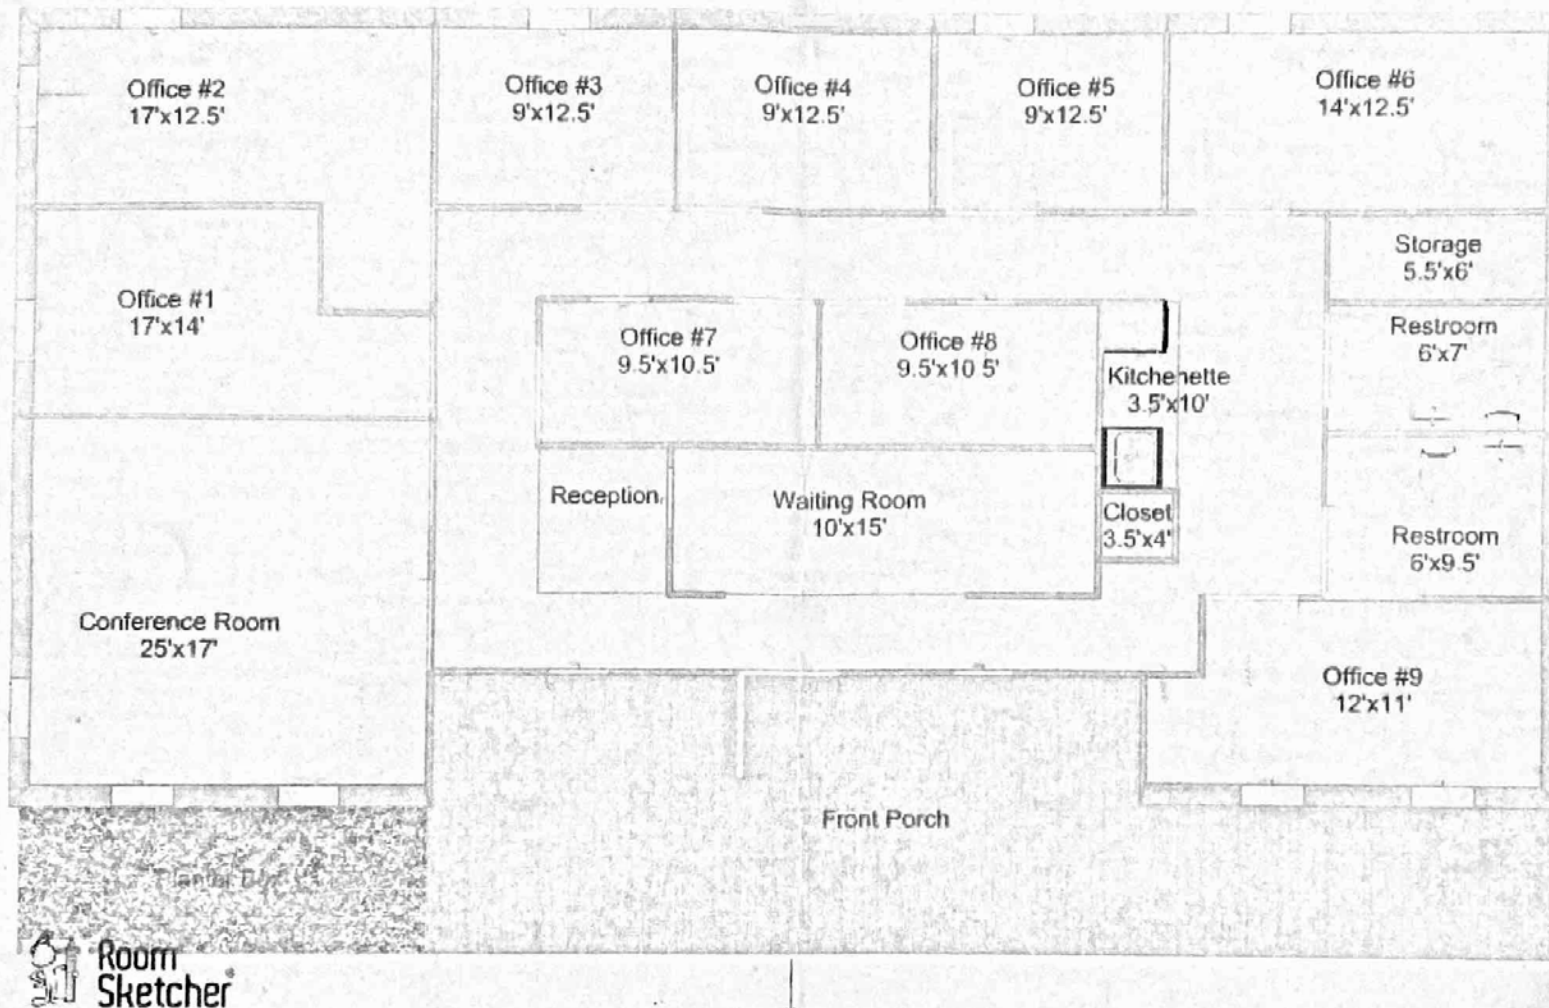 Office #2
17'x12.5'
Office #3
9'x12.5'
Office #4
9'x12.5'
Office #5
9'x12.5'
Office #6
14'x12.5'
Storage
5.5'x6'
Office #1
17'x14'
Office #7
9.5'x10.5'
Office #8
9.5'x10 5'
Restroom
6'x7'
Kitchenette
3.5'x10'
Reception
Waiting Room
10'x15'
Closet
3.5'x4'
Restroom
6'x9.5'
Conference Room
25'x17'
Office #9
12'x11'
Front Porch
Room
Sketcher